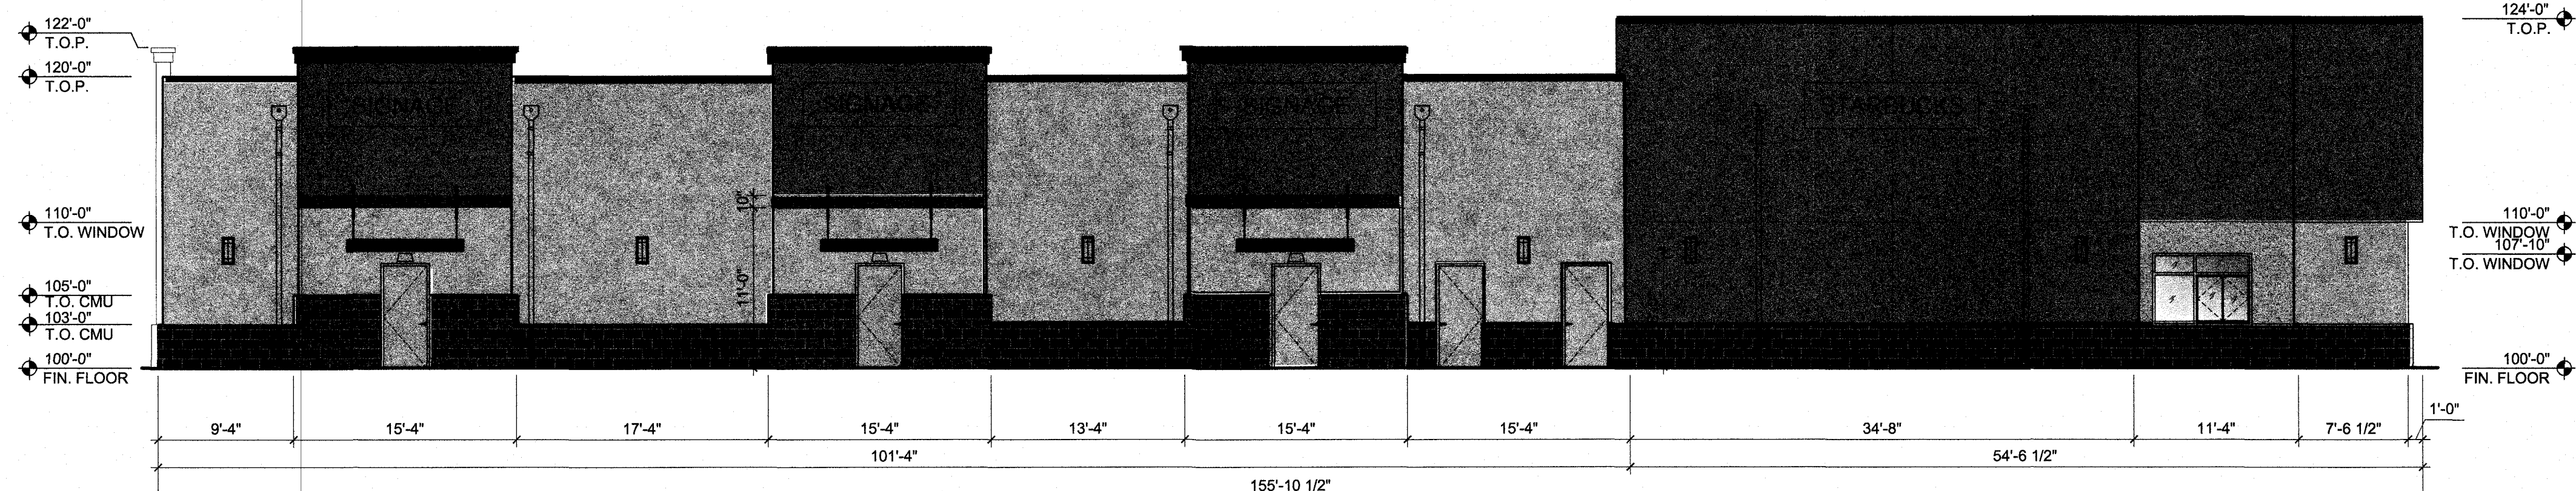 122'-0"
T.O.P.
120'-0"
T.O.P.
110'-0"
T.O. WINDOW
105'-0"
T.O. CMU
103'-0"
T.O. CMU
100'-0"
FIN. FLOOR
SIGNAGE
SIGNAGE
SIGNAGE
STARBUCKS
10"
11'-0"
124'-0"
T.O.P.
110'-0"
T.O. WINDOW
107'-10"
T.O. WINDOW
100'-0"
FIN. FLOOR
9'-4" 15'-4" 17'-4" 15'-4" 13'-4" 15'-4" 15'-4" 34'-8" 11'-4" 7'-6 1/2" 1'-0"
101'-4" 54'-6 1/2"
155'-10 1/2"